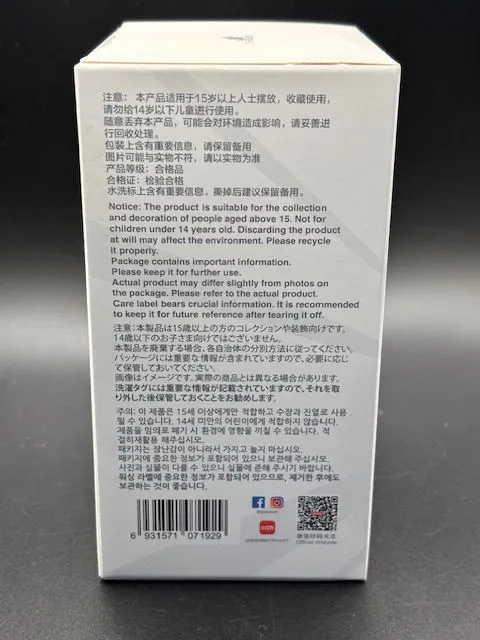 注意： 本产品适用于15岁以上人士摆放，收藏使用，
请勿给14岁以下儿童进行使用。
随意丢弃本产品，可能会对环境造成影响，请妥善进
行回收处理。
包装上含有重要信息，请保留备用
图片可能与实物不符，请以实物为准
产品等级：合格品
合格证：检验合格
水洗标上含有重要信息，撕掉后建议保留备用。
Notice: The product is suitable for the collection
and decoration of people aged above 15. Not for
children under 14 years old. Discarding the product
at will may affect the environment. Please recycle
it properly.
Package contains important information.
Please keep it for further use.
Actual product may differ slightly from photos on
the package. Please refer to the actual product.
Care label bears crucial information. It is recommended
to keep it for future reference after tearing it off.
注意:本製品は15歳以上の方のコレクションや装飾向けです。
14歳以下のお子さま向けではございません。
本製品を廃棄する場合、各自治体の分別方法に従ってください。
パッケージには重要な情報が含まれていますので、必要に応じ
て保管しておいてください。
画像はイメージです。実際の商品とは異なる場合があります。
洗濯タグには重要な情報が記載されていますので、それを取
り外した後保管しておくことをお勧めします。
주의: 이 제품은 15세 이상에게만 적합하고 수장과 진열로 사용
될 수 있습니다. 14세 미만의 어린이에게 적합하지 않습니다.
제품을 임의로 폐기 시 환경에 영향을 끼칠 수 있습니다. 적
절히재활용 해주십시오.
패키지는 장난감이 아니라서 가지고 놀지 마십시오.
패키지에 중요한 정보가 포함되어 있으니 보관해 주십시오.
사진과 실물이 다를 수 있으니 실물에 준해 주시기 바랍니다.
워싱 라벨에 중요한 정보가 포함되어 있으므로, 제거한 후에도
보관하는 것이 좋습니다.
6 931571 071929
小红书
微信扫码关注
Official Website